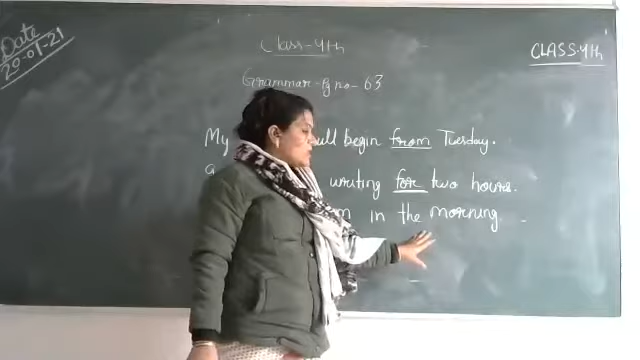 Date
20-01-21
Class-4th
CLASS-4th
Grammar-Pg no-63
My will begin from Tuesday.
writing for two hours.
in the morning